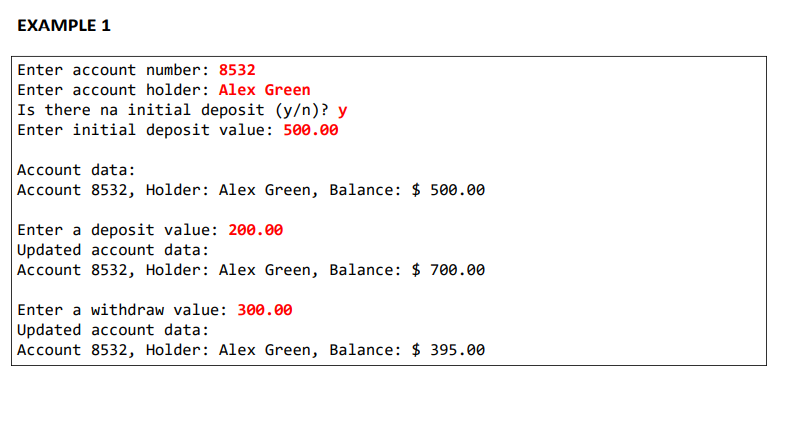 EXAMPLE 1
Enter account number: 8532
Enter account holder: Alex Green
Is there na initial deposit (y/n)? y
Enter initial deposit value: 500.00
Account data:
Account 8532, Holder: Alex Green, Balance: $ 500.00
Enter a deposit value: 200.00
Updated account data:
Account 8532, Holder: Alex Green, Balance: $ 700.00
Enter a withdraw value: 300.00
Updated account data:
Account 8532, Holder: Alex Green, Balance: $ 395.00